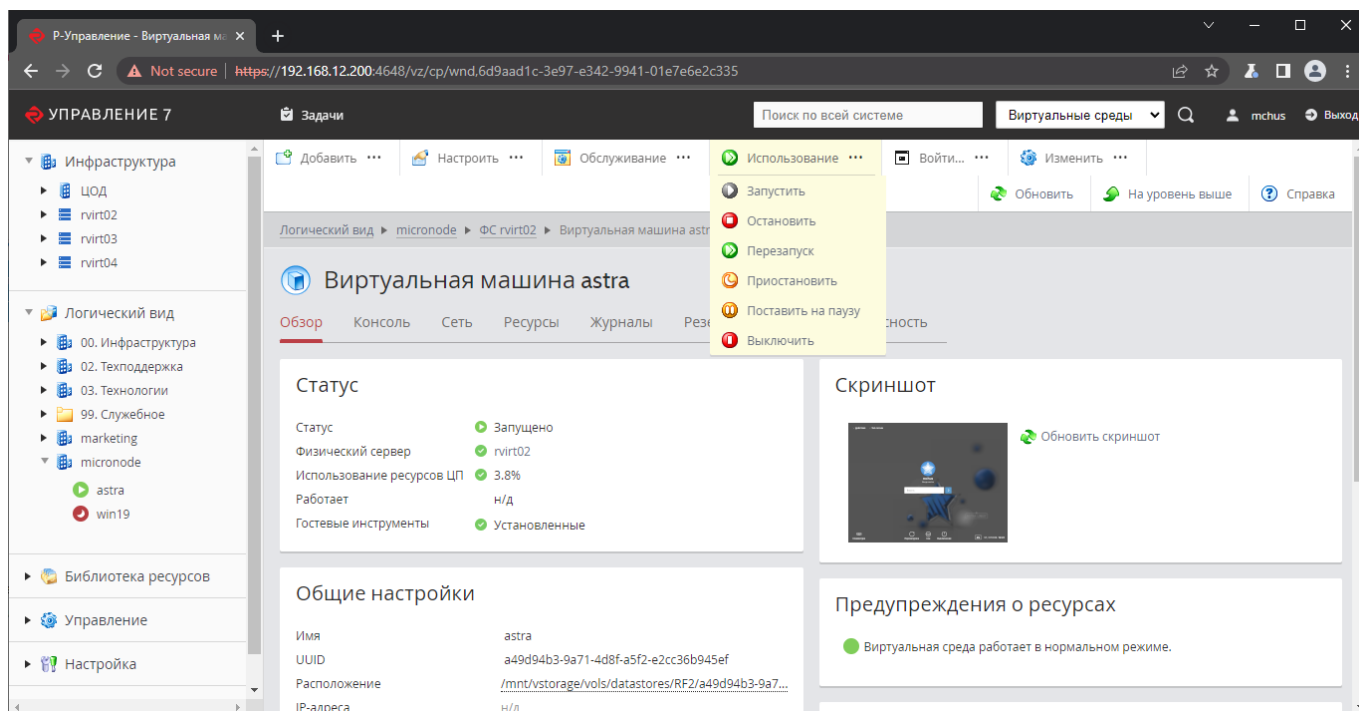 Р-Управление - Виртуальная ма
Not secure https://192.168.12.200:4648/vz/cp/wnd,6d9aad1c-3e97-e342-9941-01e7e6e2c335
УПРАВЛЕНИЕ 7
Задачи
Поиск по всей системе
Виртуальные среды
mchus
Выход
Инфраструктура
ЦОД
rvirt02
rvirt03
rvirt04
Логический вид
00. Инфраструктура
02. Техподдержка
03. Технологии
99. Служебное
marketing
micronode
astra
win19
Библиотека ресурсов
Управление
Настройка
Добавить ...
Настроить ...
Обслуживание ...
Использование ...
Войти... ...
Изменить ...
Запустить
Остановить
Перезапуск
Приостановить
Поставить на паузу
Выключить
Обновить
На уровень выше
Справка
Логический вид micronode ФС rvirt02 Виртуальная машина astr
Виртуальная машина astra
Обзор Консоль Сеть Ресурсы Журналы Резе сность
Статус
Статус Запущено
Физический сервер rvirt02
Использование ресурсов ЦП 3.8%
Работает н/д
Гостевые инструменты Установленные
Общие настройки
Имя astra
UUID a49d94b3-9a71-4d8f-a5f2-e2cc36b945ef
Расположение /mnt/vstorage/vols/datastores/RF2/a49d94b3-9a7...
IP-адреса н/д
Скриншот
Обновить скриншот
Предупреждения о ресурсах
Виртуальная среда работает в нормальном режиме.